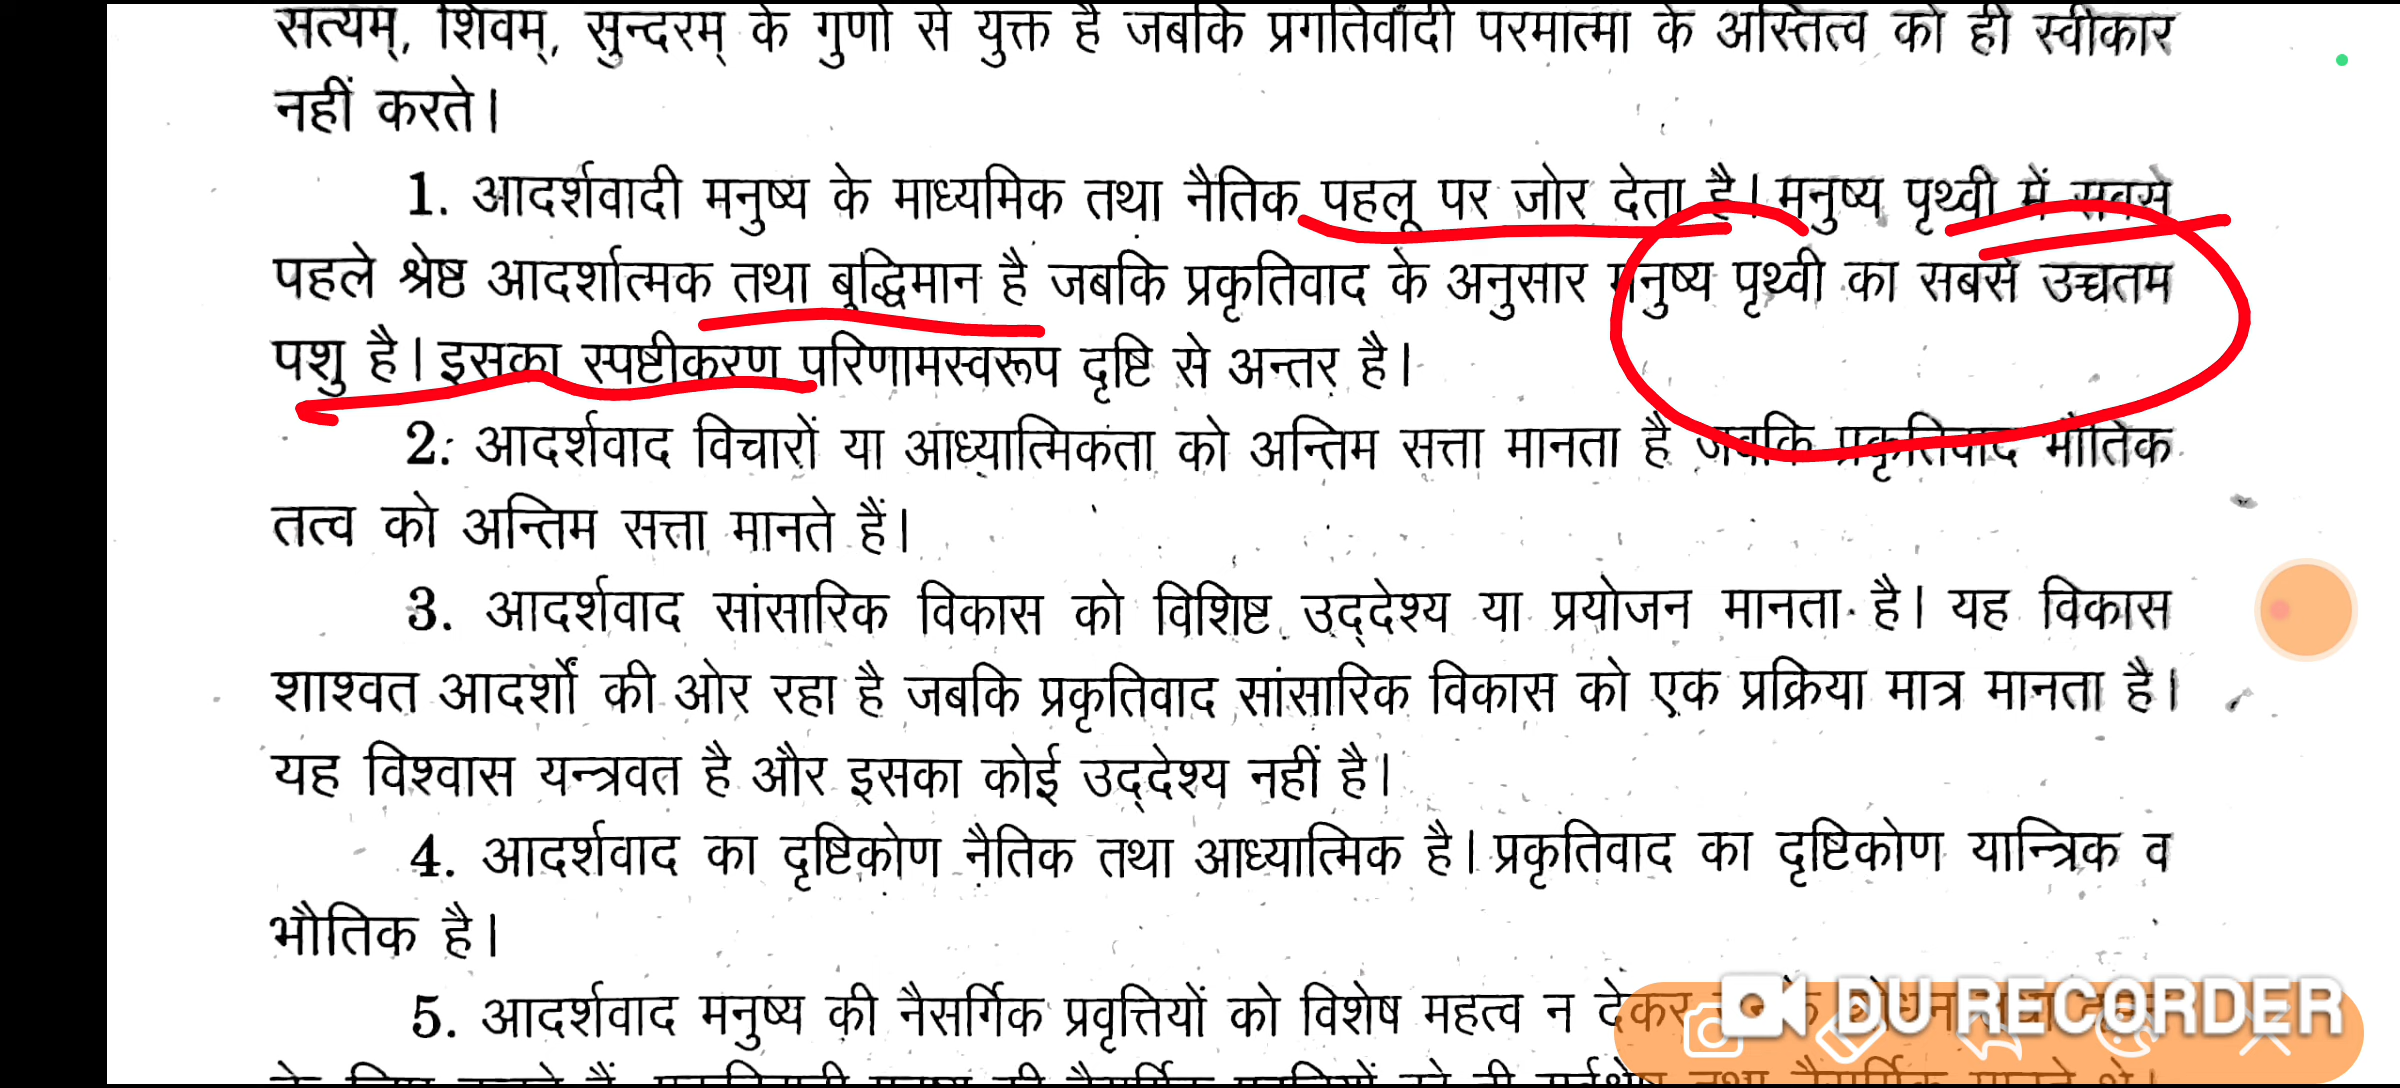 सत्यम्, शिवम्, सुन्दरम् के गुणों से युक्त है जबकि प्रगतिवादी परमात्मा के अस्तित्व को ही स्वीकार
नहीं करते।
1. आदर्शवादी मनुष्य के माध्यमिक तथा नैतिक पहलू पर जोर देता है। मनुष्य पृथ्वी में सबसे
पहले श्रेष्ठ आदर्शात्मक तथा बुद्धिमान है जबकि प्रकृतिवाद के अनुसार मनुष्य पृथ्वी का सबसे उच्चतम
पशु है। इसका स्पष्टीकरण परिणामस्वरूप दृष्टि से अन्तर है।
2. आदर्शवाद विचारों या आध्यात्मिकता को अन्तिम सत्ता मानता है जबकि प्रकृतिवाद भौतिक
तत्व को अन्तिम सत्ता मानते हैं।
3. आदर्शवाद सांसारिक विकास को विशिष्ट उद्देश्य या प्रयोजन मानता है। यह विकास
शाश्वत आदर्शों की ओर रहा है जबकि प्रकृतिवाद सांसारिक विकास को एक प्रक्रिया मात्र मानता है।
यह विश्वास यन्त्रवत है और इसका कोई उद्देश्य नहीं है।
4. आदर्शवाद का दृष्टिकोण नैतिक तथा आध्यात्मिक है। प्रकृतिवाद का दृष्टिकोण यान्त्रिक व
भौतिक है।
5. आदर्शवाद मनुष्य की नैसर्गिक प्रवृत्तियों को विशेष महत्व न देकर
DU RECORDER